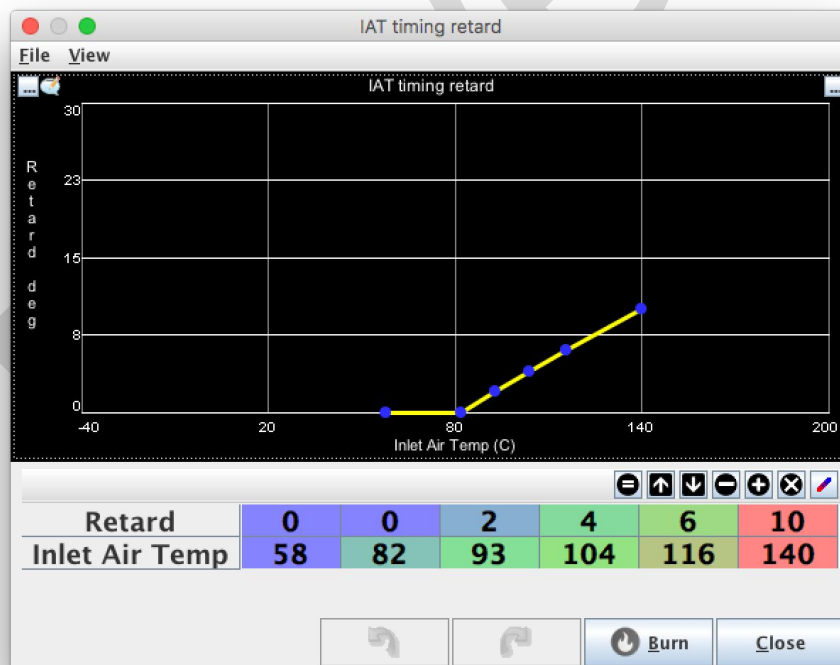 IAT timing retard
File View
... IAT timing retard ...
30
23
15
8
0
Retard deg
-40 20 80 140 200
Inlet Air Temp (C)
Retard 0 0 2 4 6 10
Inlet Air Temp 58 82 93 104 116 140
Burn Close